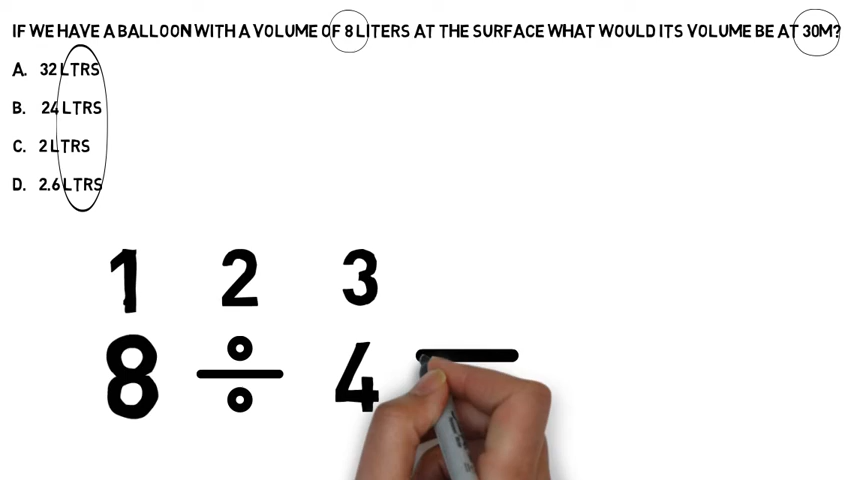 IF WE HAVE A BALLOON WITH A VOLUME OF 8 LITERS AT THE SURFACE WHAT WOULD ITS VOLUME BE AT 30M?
A. 32 LTRS
B. 24 LTRS
C. 2 LTRS
D. 2.6 LTRS
1 2 3
8 ÷ 4